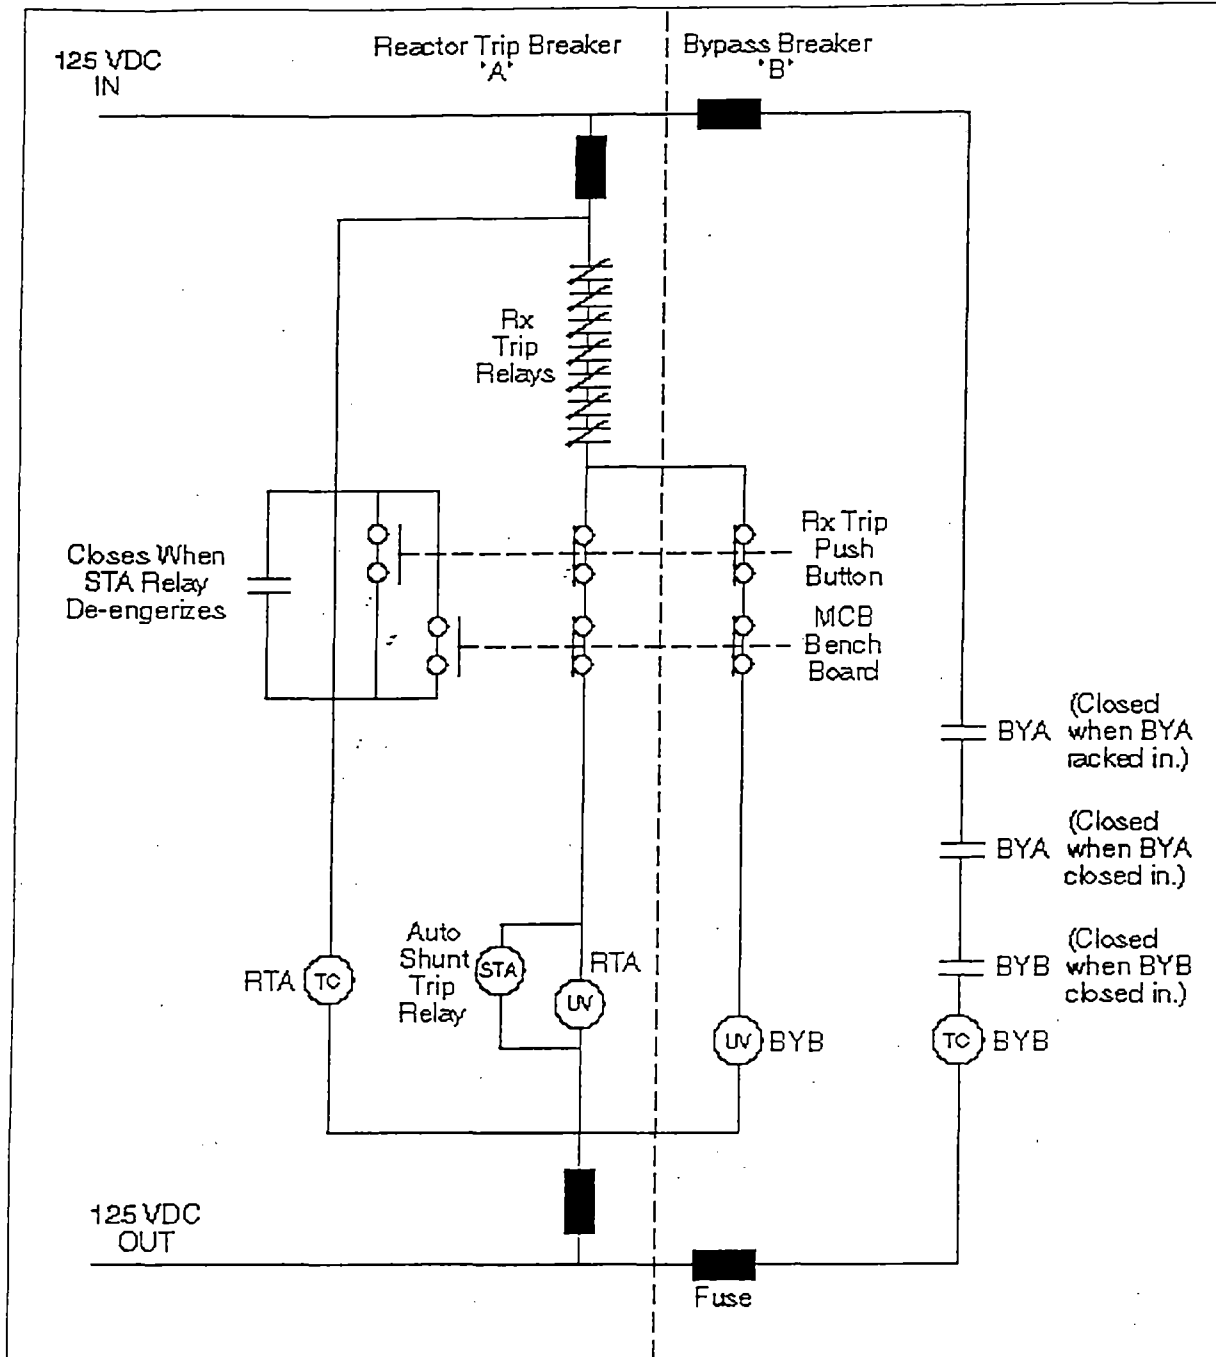 Reactor Trip Breaker
'A'
Bypass Breaker
'B'
125 VDC
IN
Rx
Trip
Relays
Closes When
STA Relay
De-engerizes
Rx Trip
Push
Button
MCB
Bench
Board
BYA
(Closed
when BYA
racked in.)
BYA
(Closed
when BYA
closed in.)
BYB
(Closed
when BYB
closed in.)
Auto
Shunt
Trip
Relay
RTA
TC
STA
RTA
UV
UV
BYB
TC
BYB
125 VDC
OUT
Fuse